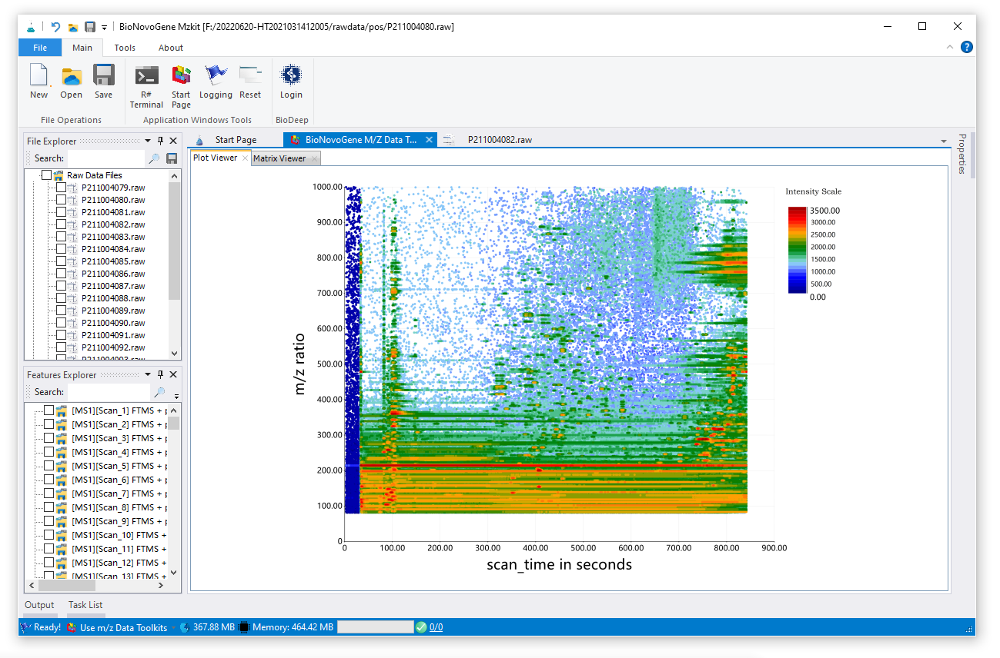 BioNovoGene Mzkit [F:/20220620-HT2021031412005/rawdata/pos/P211004080.raw]
File Main Tools About
New Open Save R# Terminal Start Page Logging Reset Login
File Operations Application Windows Tools BioDeep
File Explorer
Search:
Raw Data Files
P211004079.raw
P211004080.raw
P211004081.raw
P211004082.raw
P211004083.raw
P211004084.raw
P211004085.raw
P211004086.raw
P211004087.raw
P211004088.raw
P211004089.raw
P211004090.raw
P211004091.raw
P211004092.raw
P211004093.raw
Features Explorer
Search:
[MS1][Scan_1] FTMS + p
[MS1][Scan_2] FTMS + p
[MS1][Scan_3] FTMS + p
[MS1][Scan_4] FTMS + p
[MS1][Scan_5] FTMS + p
[MS1][Scan_6] FTMS + p
[MS1][Scan_7] FTMS + p
[MS1][Scan_8] FTMS + p
[MS1][Scan_9] FTMS + p
[MS1][Scan_10] FTMS +
[MS1][Scan_11] FTMS +
[MS1][Scan_12] FTMS +
[MS1][Scan_13] FTMS +
Start Page BioNovoGene M/Z Data T... P211004082.raw
Plot Viewer Matrix Viewer
Properties
1000.00
900.00
800.00
700.00
600.00
500.00
400.00
300.00
200.00
100.00
0
m/z ratio
0 100.00 200.00 300.00 400.00 500.00 600.00 700.00 800.00 900.00
scan_time in seconds
Intensity Scale
3500.00
3000.00
2500.00
2000.00
1500.00
1000.00
500.00
0.00
Output Task List
Ready! Use m/z Data Toolkits 367.88 MB Memory: 464.42 MB 0/0